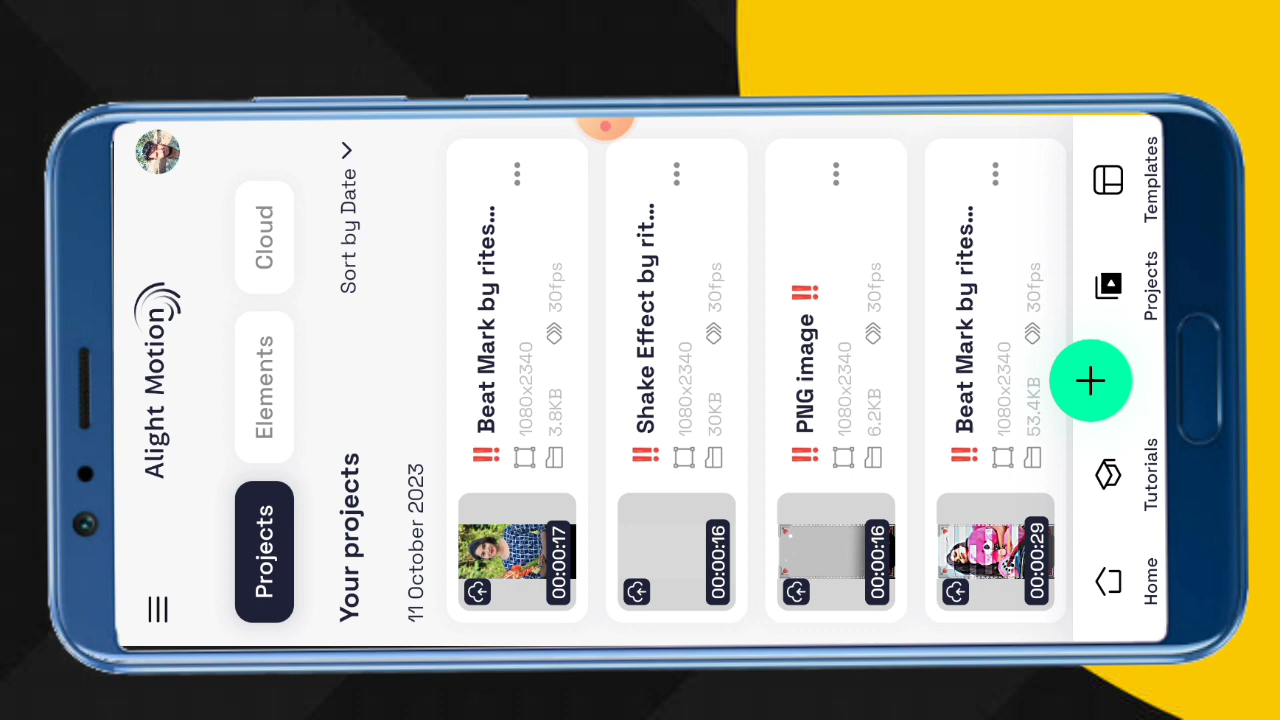 Alight Motion
Projects
Elements
Cloud
Your projects
Sort by Date
11 October 2023
‼️ Beat Mark by rites...
1080x2340
3.8KB
30fps
00:00:17
‼️ Shake Effect by rit...
1080x2340
30KB
30fps
00:00:16
‼️ PNG image ‼️
1080x2340
6.2KB
30fps
00:00:16
‼️ Beat Mark by rites...
1080x2340
53.4KB
30fps
00:00:29
Home
Tutorials
Projects
Templates